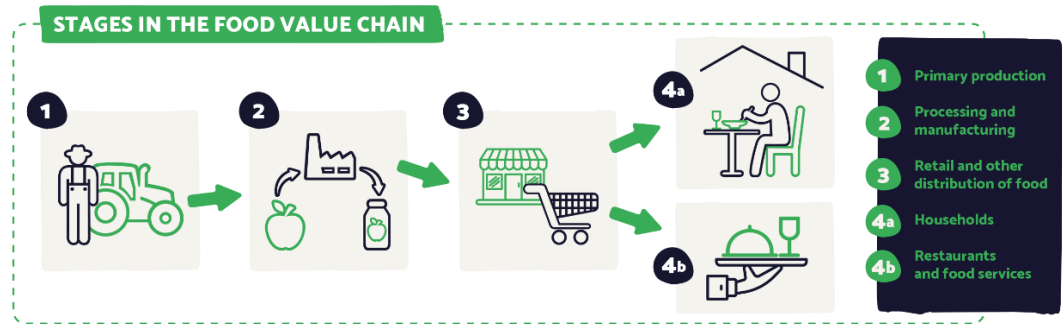 STAGES IN THE FOOD VALUE CHAIN
1
2
3
4a
4b
1 Primary production
2 Processing and
manufacturing
3 Retail and other
distribution of food
4a Households
4b Restaurants
and food services